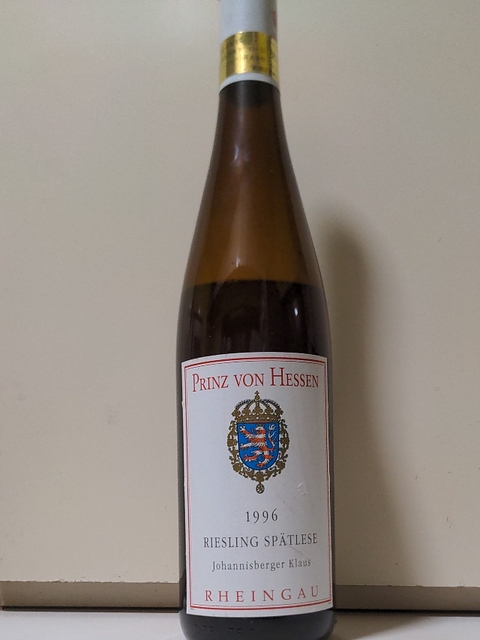 PRINZ VON HESSEN
1996
RIESLING SPÄTLESE
Johannisberger Klaus
RHEINGAU